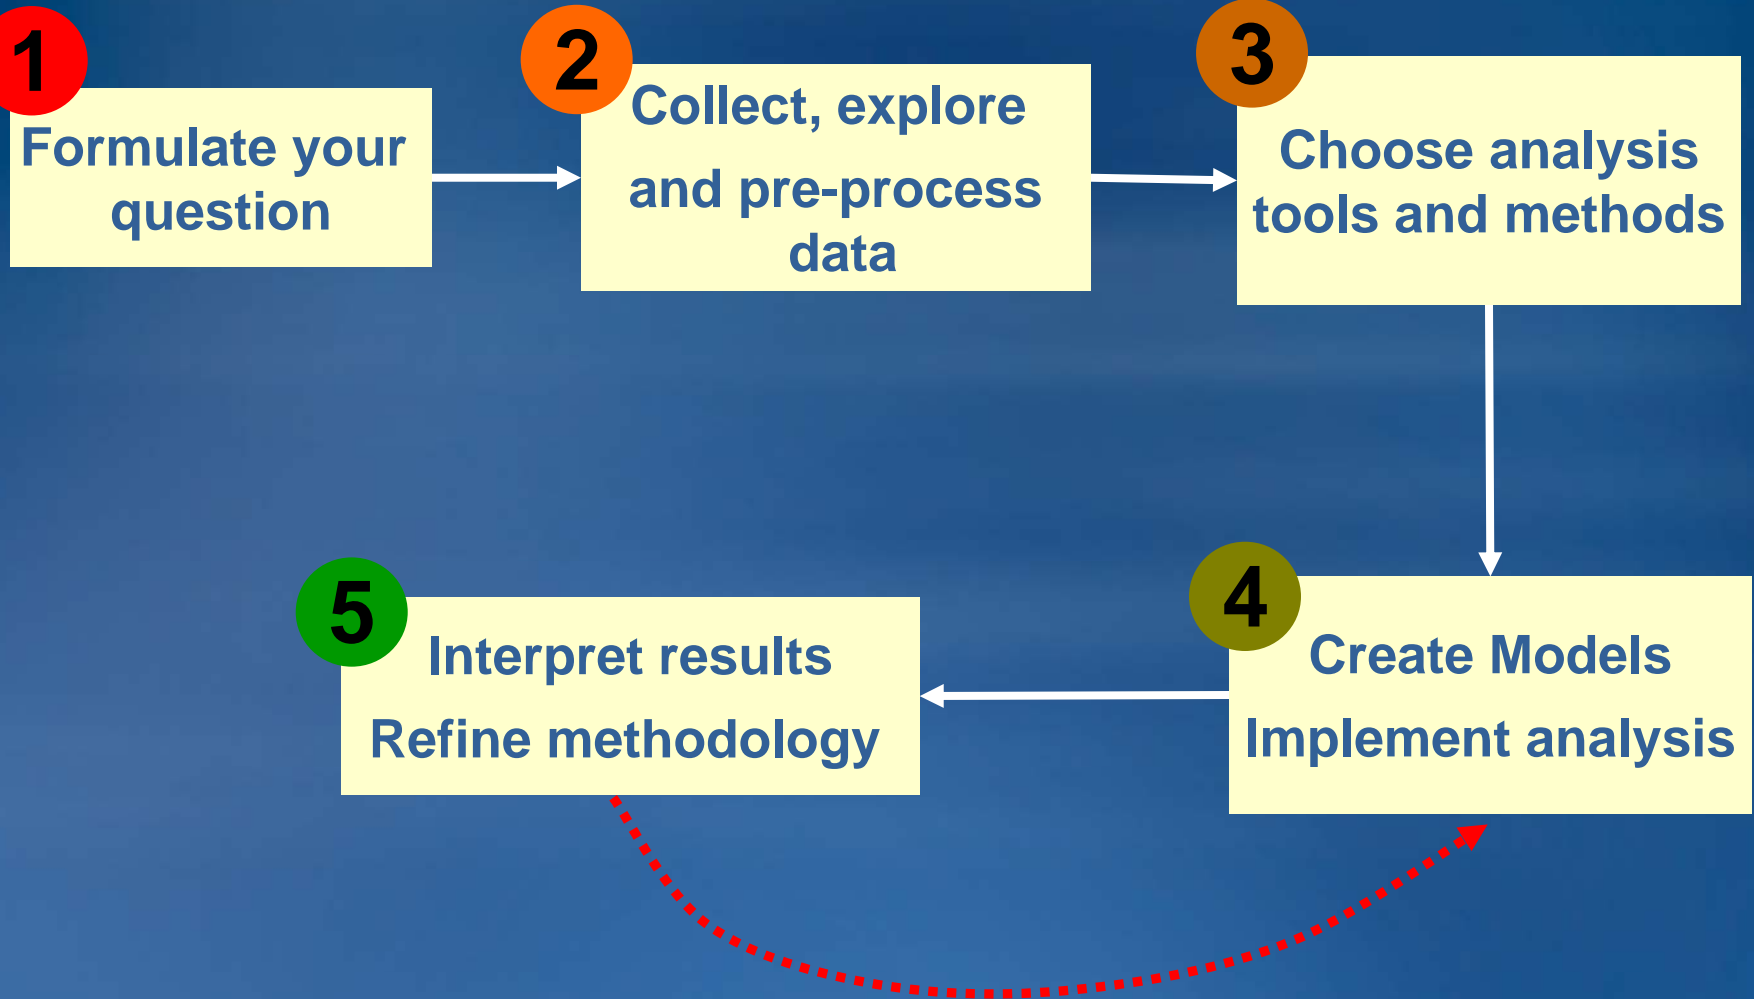 1
Formulate your
question
2
Collect, explore
and pre-process
data
3
Choose analysis
tools and methods
4
Create Models
Implement analysis
5
Interpret results
Refine methodology